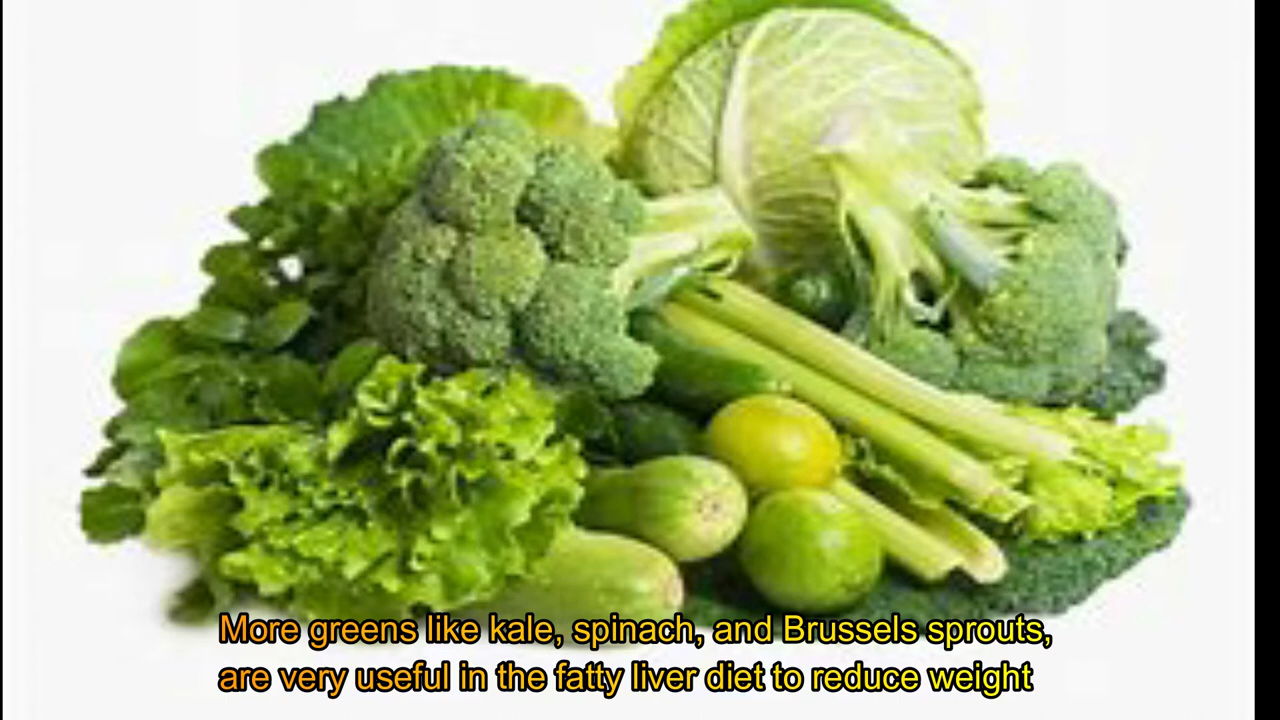 More greens like kale, spinach, and Brussels sprouts,
are very useful in the fatty liver diet to reduce weight